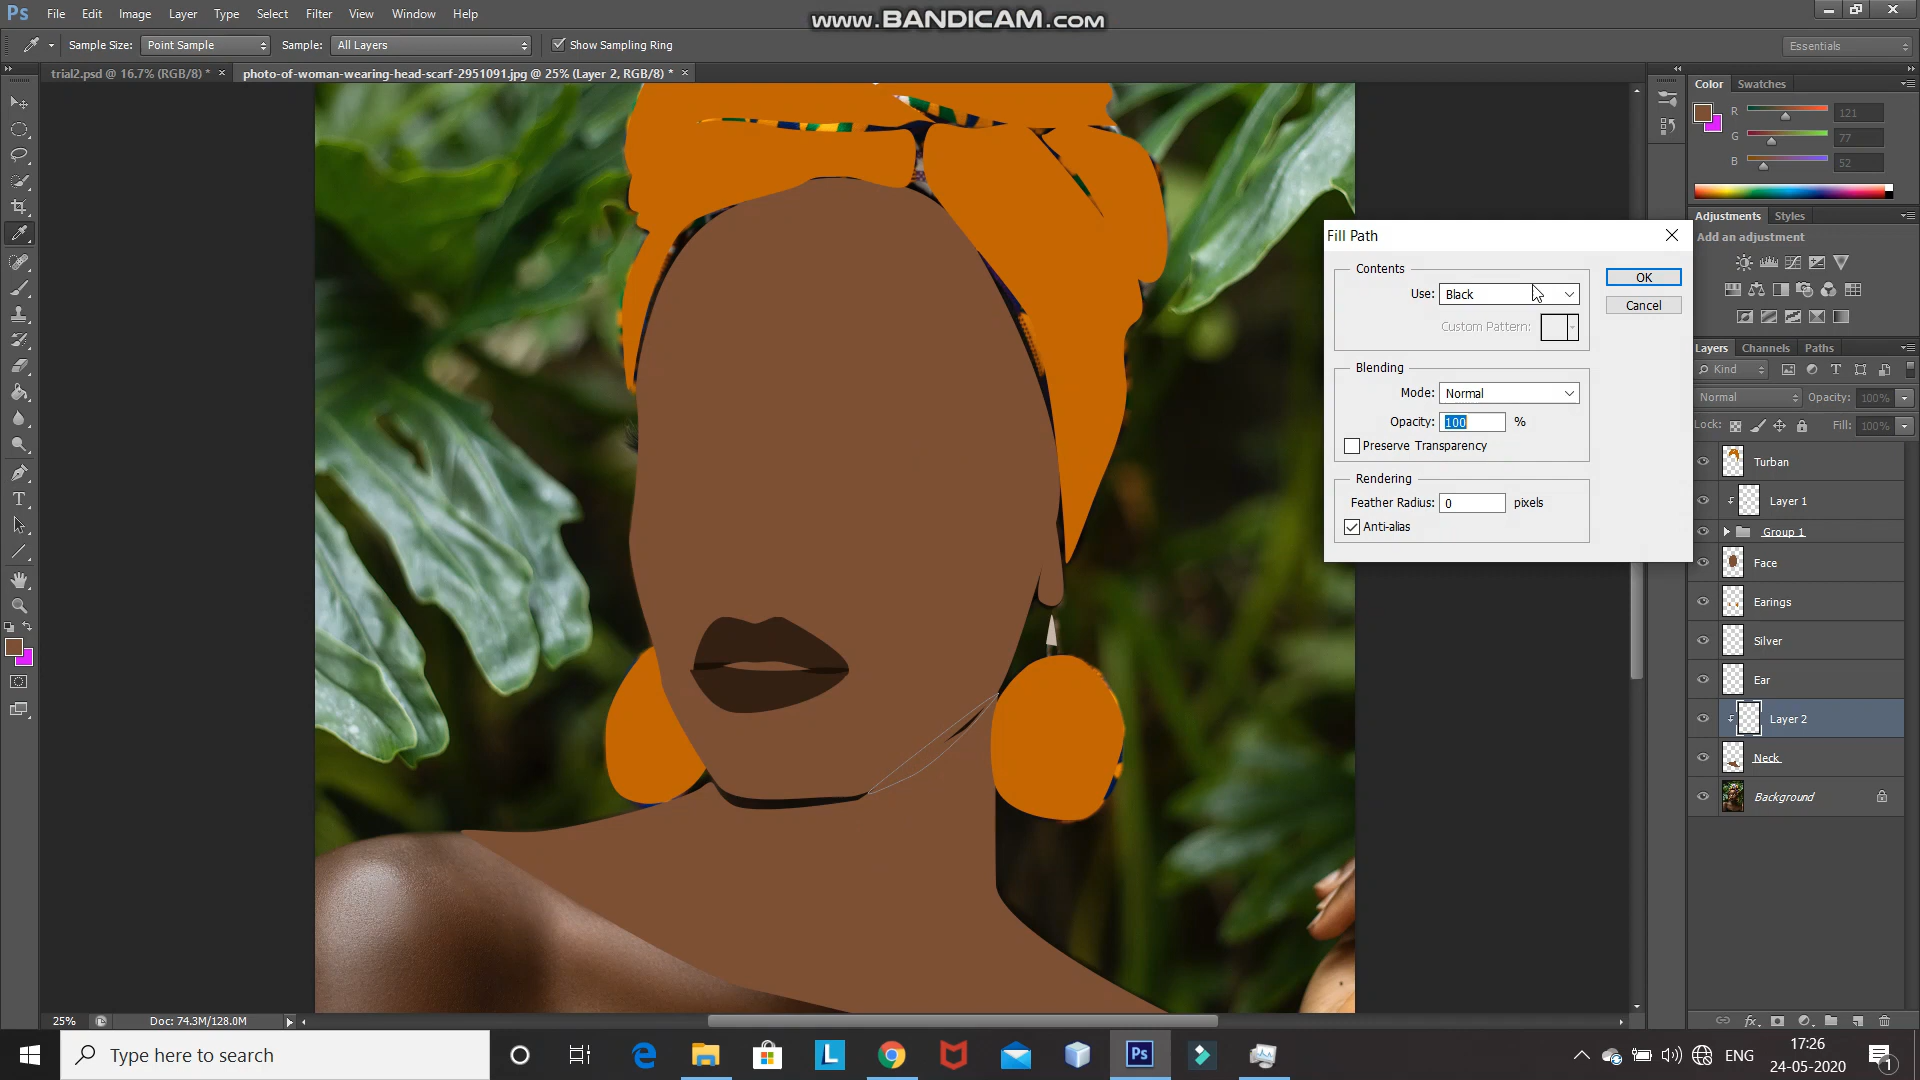 Ps File Edit Image Layer Type Select Filter View Window Help
www.BANDICAM.com
Sample Size: Point Sample Sample: All Layers Show Sampling Ring
Essentials
trial2.psd @ 16.7% (RGB/8) * × photo-of-woman-wearing-head-scarf-2951091.jpg @ 25% (Layer 2, RGB/8) * ×
Color Swatches
R 121
G 77
B 52
Adjustments Styles
Add an adjustment
Fill Path
Contents
Use: Black
Custom Pattern:
OK
Cancel
Blending
Mode: Normal
Opacity: 100 %
Preserve Transparency
Rendering
Feather Radius: 0 pixels
Anti-alias
Layers Channels Paths
Kind
Normal Opacity: 100%
Lock: Fill: 100%
Turban
Layer 1
Group 1
Face
Earings
Silver
Ear
Layer 2
Neck
Background
T
25% Doc: 74.3M/128.0M
Type here to search
L
Ps
ENG
17:26
24-05-2020
1